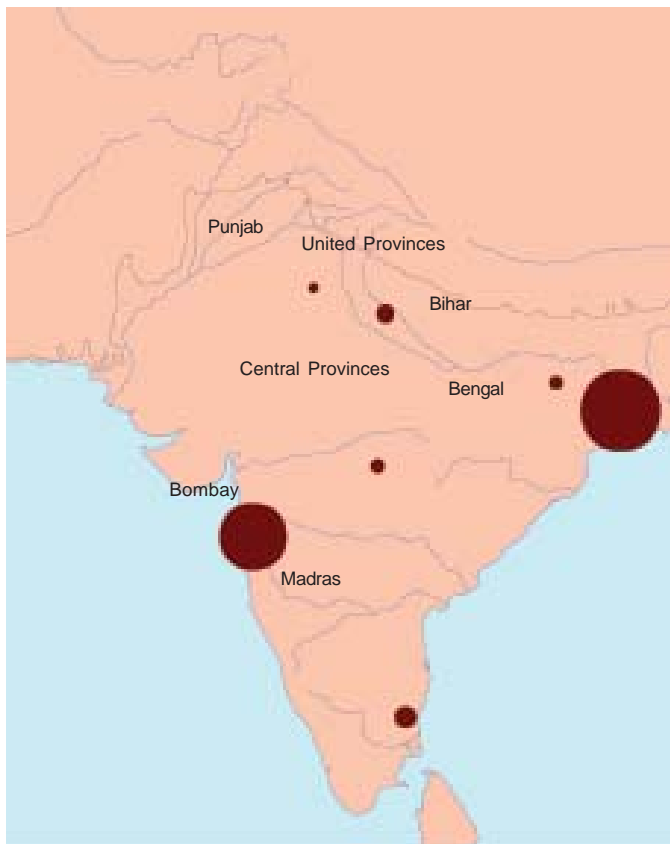 Punjab
United Provinces
Bihar
Central Provinces
Bengal
Bombay
Madras